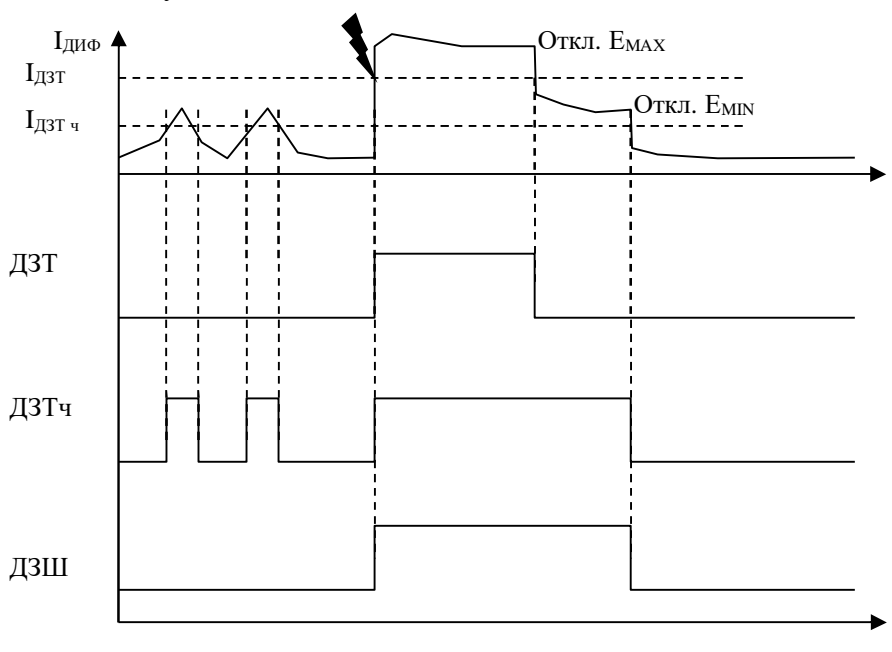 IДИФ
Откл. EMAX
IДЗТ
IДЗТ ч
Откл. EMIN
ДЗТ
ДЗТч
ДЗШ